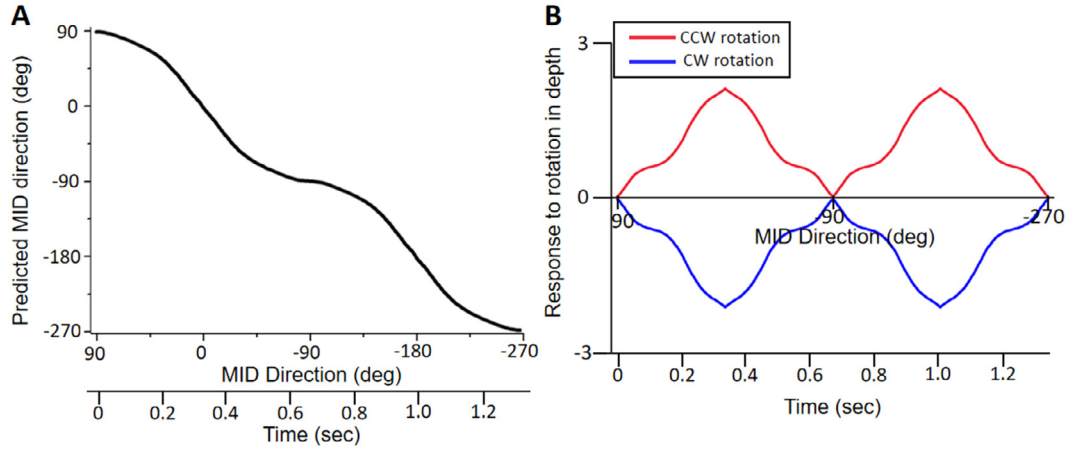 A
Predicted MID direction (deg)
90
0
-90
-180
-270
90 0 -90 -180 -270
MID Direction (deg)
0 0.2 0.4 0.6 0.8 1.0 1.2
Time (sec)
B
Response to rotation in depth
CCW rotation
CW rotation
3
0
-3
90 -90 -270
MID Direction (deg)
0 0.2 0.4 0.6 0.8 1.0 1.2
Time (sec)